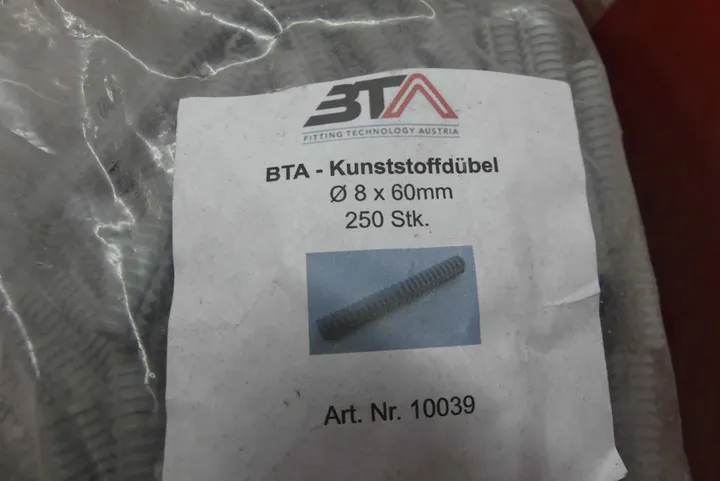 BTA
FITTING TECHNOLOGY AUSTRIA
BTA - Kunststoffdübel
Ø 8 x 60mm
250 Stk.
Art. Nr. 10039